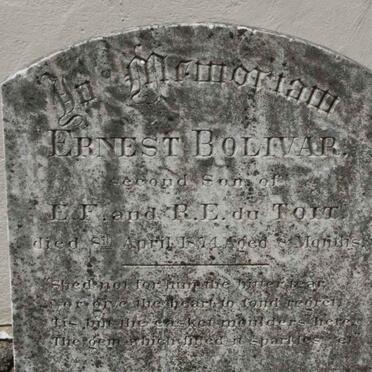 In Memoriam
ERNEST BOLIVAR,
second Son of
E.F. and R.E. du TOIT,
died 8th April 1874, aged Months.
Shed not for him the bitter tear
Nor give the heart to fond regret
Tis but the casket moulders here,
The gem which filled it sparkles yet